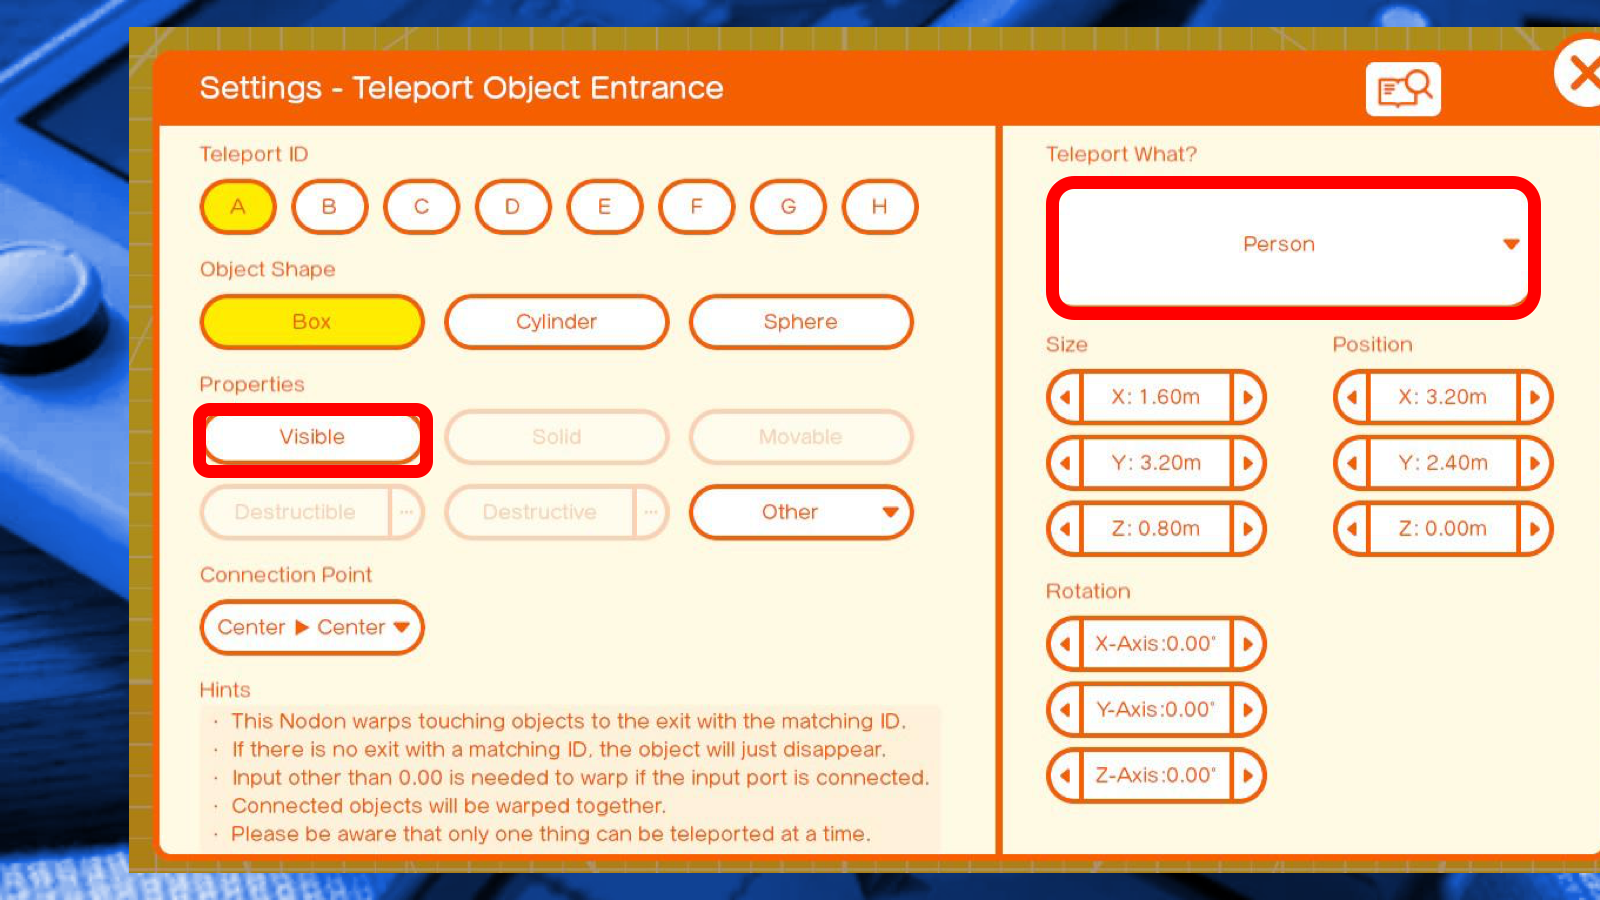 Settings - Teleport Object Entrance
Teleport ID
A B C D E F G H
Object Shape
Box Cylinder Sphere
Properties
Visible Solid Movable
Destructible ... Destructive ... Other
Connection Point
Center ▶ Center
Hints
· This Nodon warps touching objects to the exit with the matching ID.
· If there is no exit with a matching ID, the object will just disappear.
· Input other than 0.00 is needed to warp if the input port is connected.
· Connected objects will be warped together.
· Please be aware that only one thing can be teleported at a time.
Teleport What?
Person
Size Position
X: 1.60m X: 3.20m
Y: 3.20m Y: 2.40m
Z: 0.80m Z: 0.00m
Rotation
X-Axis:0.00°
Y-Axis:0.00°
Z-Axis:0.00°